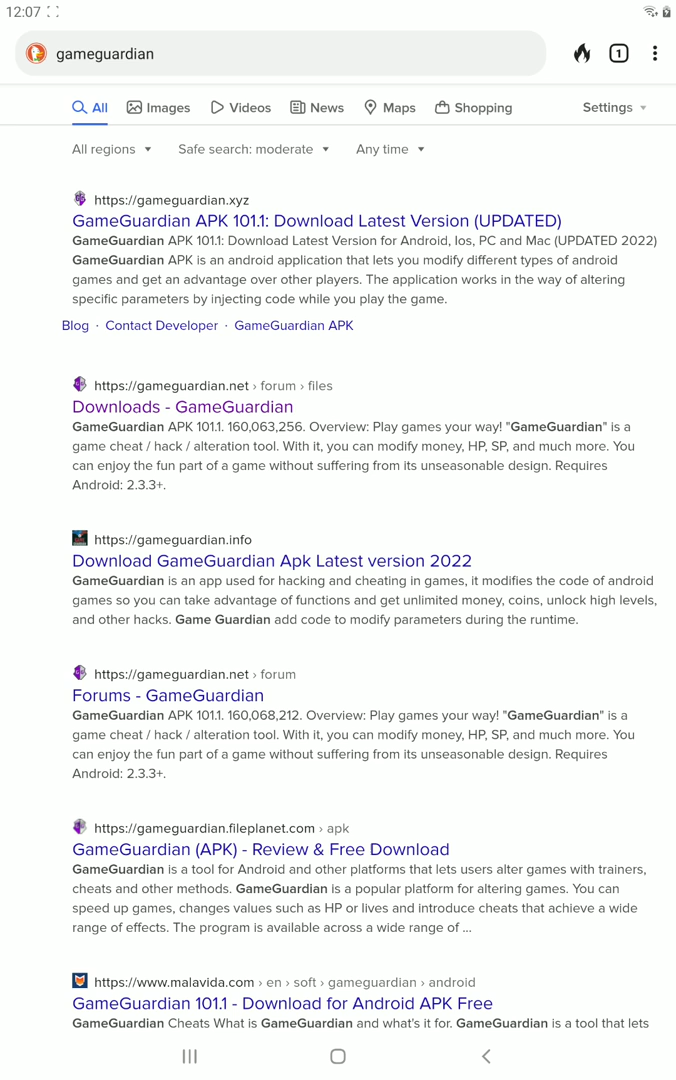 12:07
gameguardian
1
All Images Videos News Maps Shopping Settings
All regions Safe search: moderate Any time
https://gameguardian.xyz
GameGuardian APK 101.1: Download Latest Version (UPDATED)
GameGuardian APK 101.1: Download Latest Version for Android, Ios, PC and Mac (UPDATED 2022)
GameGuardian APK is an android application that lets you modify different types of android
games and get an advantage over other players. The application works in the way of altering
specific parameters by injecting code while you play the game.
Blog · Contact Developer · GameGuardian APK
https://gameguardian.net › forum › files
Downloads - GameGuardian
GameGuardian APK 101.1. 160,063,256. Overview: Play games your way! "GameGuardian" is a
game cheat / hack / alteration tool. With it, you can modify money, HP, SP, and much more. You
can enjoy the fun part of a game without suffering from its unseasonable design. Requires
Android: 2.3.3+.
https://gameguardian.info
Download GameGuardian Apk Latest version 2022
GameGuardian is an app used for hacking and cheating in games, it modifies the code of android
games so you can take advantage of functions and get unlimited money, coins, unlock high levels,
and other hacks. Game Guardian add code to modify parameters during the runtime.
https://gameguardian.net › forum
Forums - GameGuardian
GameGuardian APK 101.1. 160,068,212. Overview: Play games your way! "GameGuardian" is a
game cheat / hack / alteration tool. With it, you can modify money, HP, SP, and much more. You
can enjoy the fun part of a game without suffering from its unseasonable design. Requires
Android: 2.3.3+.
https://gameguardian.fileplanet.com › apk
GameGuardian (APK) - Review & Free Download
GameGuardian is a tool for Android and other platforms that lets users alter games with trainers,
cheats and other methods. GameGuardian is a popular platform for altering games. You can
speed up games, changes values such as HP or lives and introduce cheats that achieve a wide
range of effects. The program is available across a wide range of ...
https://www.malavida.com › en › soft › gameguardian › android
GameGuardian 101.1 - Download for Android APK Free
GameGuardian Cheats What is GameGuardian and what's it for. GameGuardian is a tool that lets